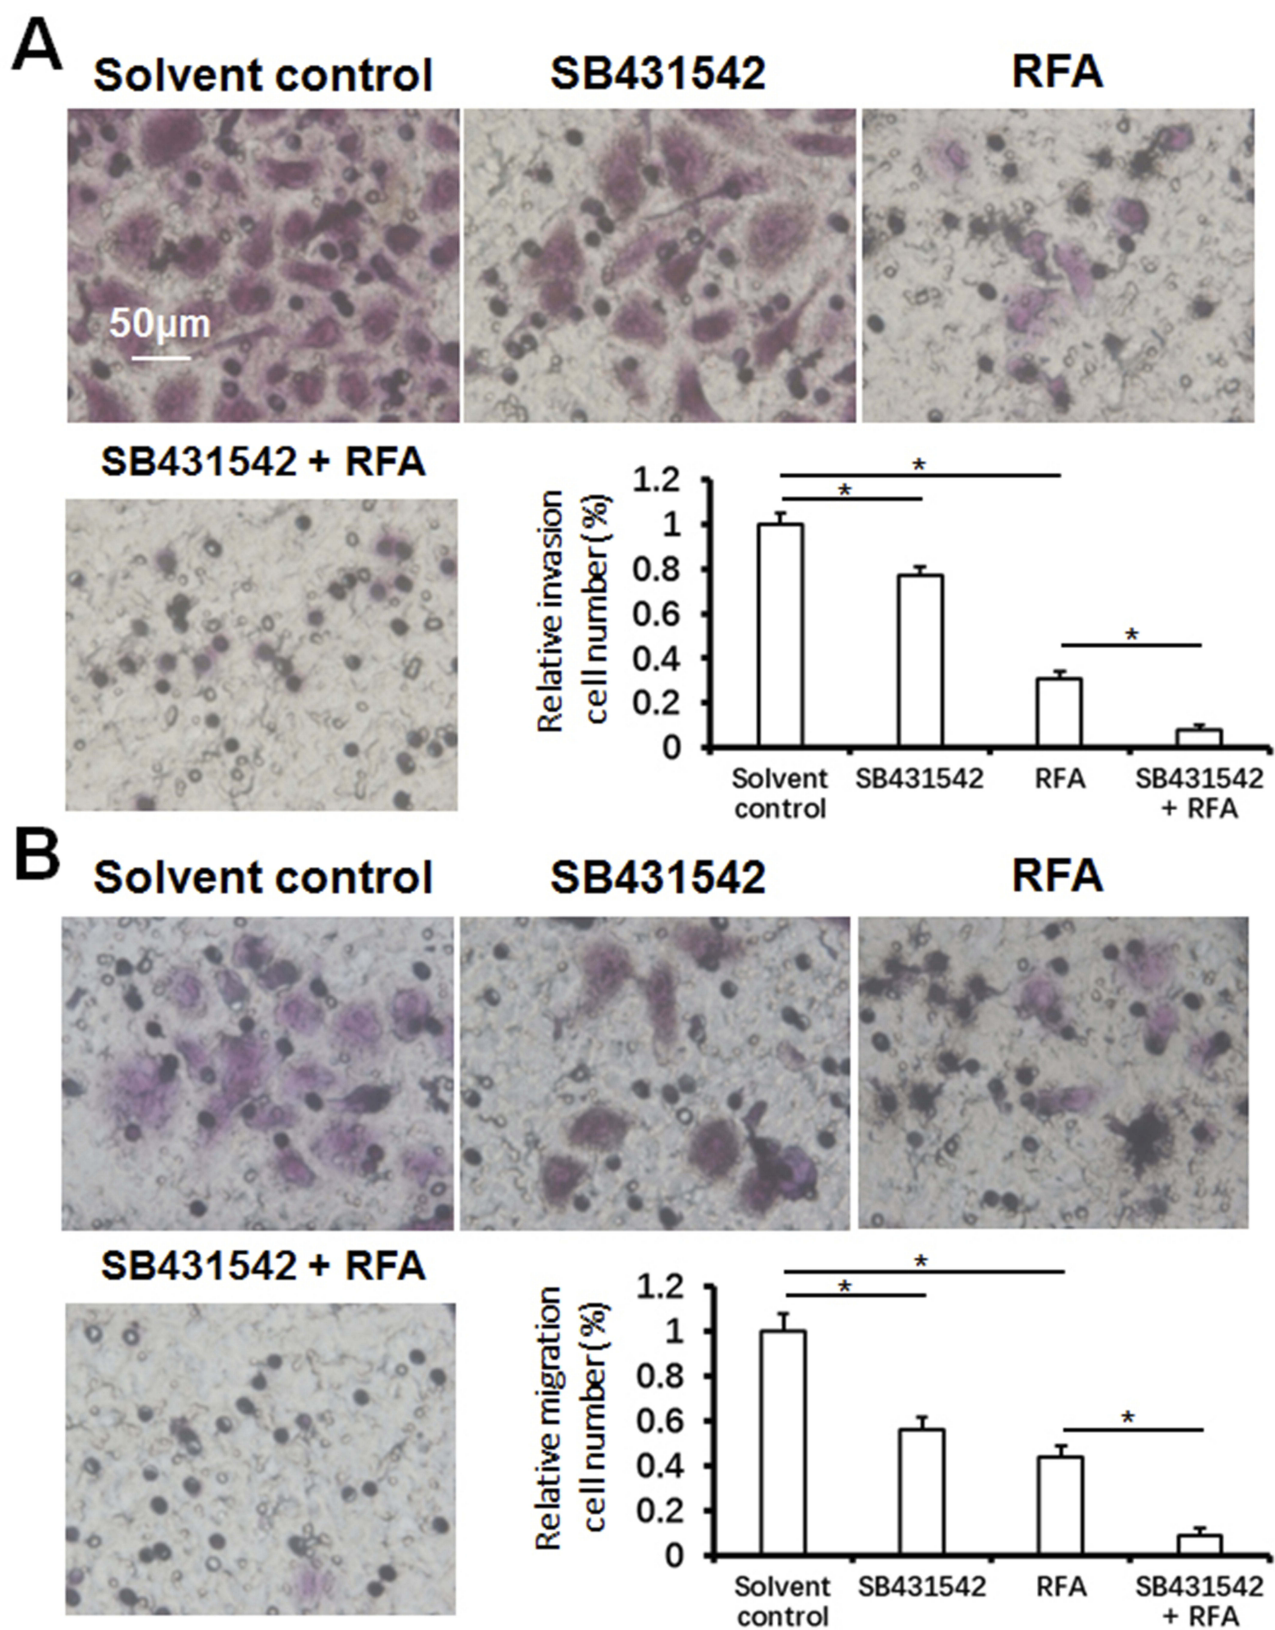 A
Solvent control
SB431542
RFA
50µm
SB431542 + RFA
Relative invasion
cell number(%)
1.2
1
0.8
0.6
0.4
0.2
0
*
*
*
Solvent
control
SB431542
RFA
SB431542
+ RFA
B
Solvent control
SB431542
RFA
SB431542 + RFA
Relative migration
cell number(%)
1.2
1
0.8
0.6
0.4
0.2
0
*
*
*
Solvent
control
SB431542
RFA
SB431542
+ RFA